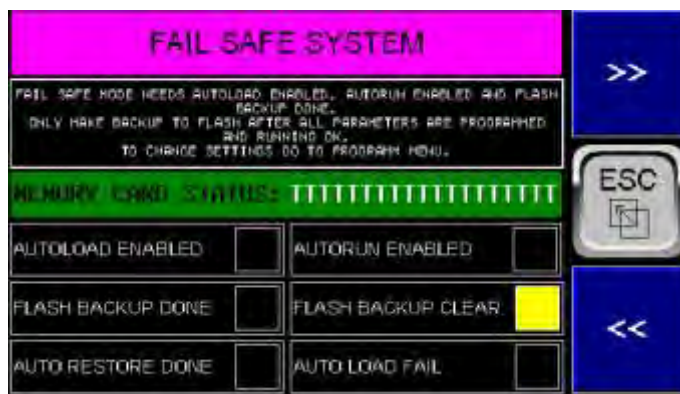 FAIL SAFE SYSTEM
>>
FAIL SAFE MODE NEEDS AUTOLOAD ENABLED, AUTORUN ENABLED AND FLASH
BACKUP DONE.
ONLY MAKE BACKUP TO FLASH AFTER ALL PARAMETERS ARE PROGRAMMED
AND RUNNING OK.
TO CHANGE SETTINGS GO TO PROGRAMM MENU.
MEMORY CARD STATUS: TTTTTTTTTTTTTTTTTTTT
ESC
AUTOLOAD ENABLED AUTORUN ENABLED
FLASH BACKUP DONE FLASH BACKUP CLEAR
<<
AUTO RESTORE DONE AUTO LOAD FAIL